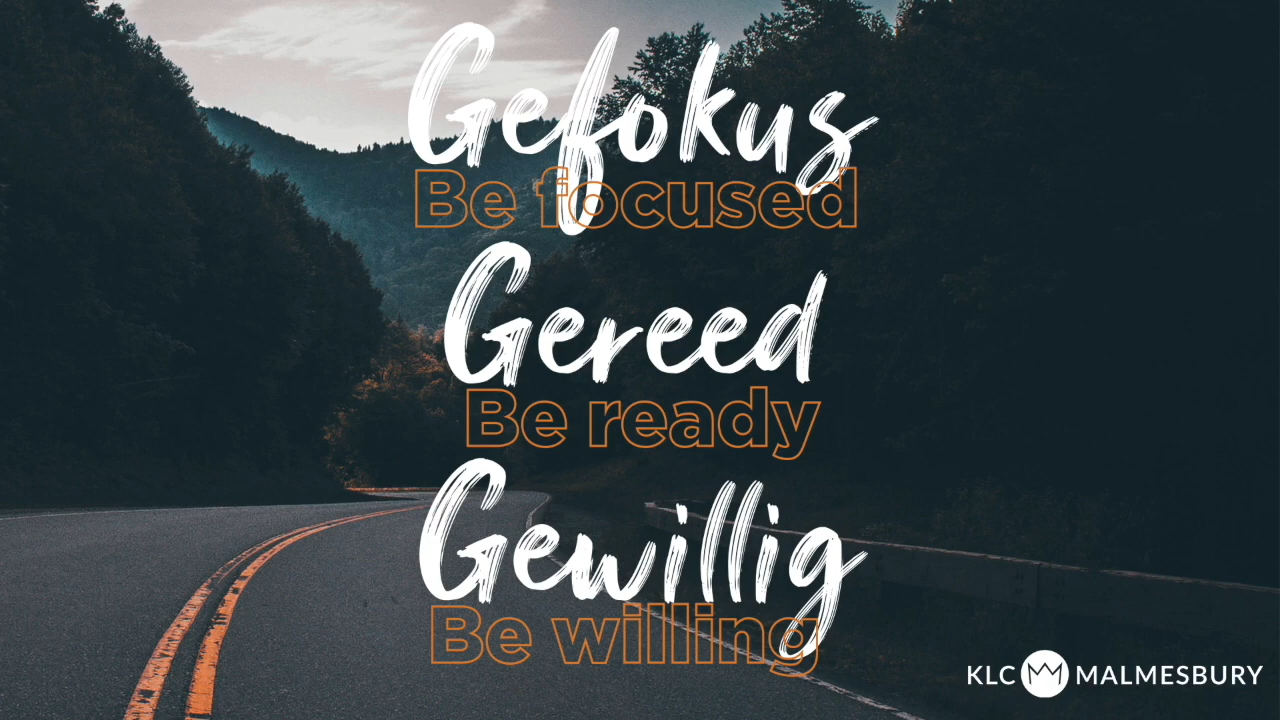 Gefokus
Be focused
Gereed
Be ready
Gewillig
Be willing
KLC MALMESBURY